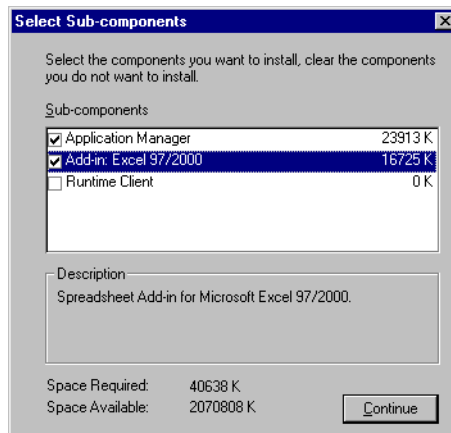 Select Sub-components
Select the components you want to install, clear the components
you do not want to install.
Sub-components
Application Manager 23913 K
Add-in: Excel 97/2000 16725 K
Runtime Client 0 K
Description
Spreadsheet Add-in for Microsoft Excel 97/2000.
Space Required: 40638 K
Space Available: 2070808 K
Continue